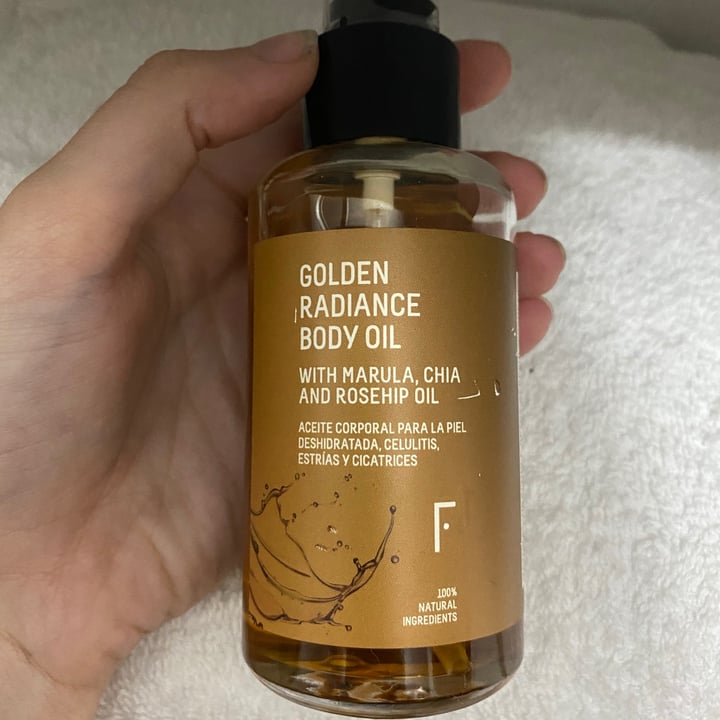 GOLDEN
RADIANCE
BODY OIL
WITH MARULA, CHIA
AND ROSEHIP OIL
ACEITE CORPORAL PARA LA PIEL
DESHIDRATADA, CELULITIS,
ESTRÍAS Y CICATRICES
F
100%
NATURAL
INGREDIENTS